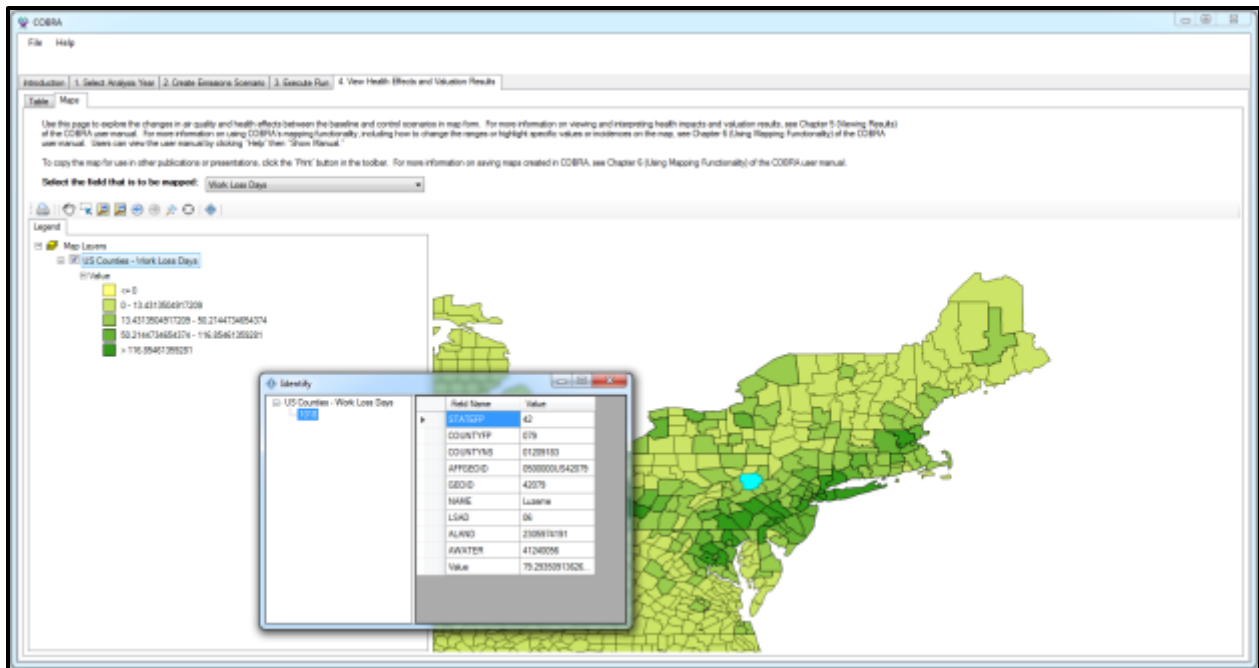 COBRA
File Help
Introduction 1. Select Analysis Year 2. Create Emissions Scenario 3. Execute Run 4. View Health Effects and Valuation Results
Table Maps
Use this page to explore the changes in air quality and health effects between the baseline and control scenarios in map form. For more information on viewing and interpreting health impacts and valuation results, see Chapter 5 (Viewing Results)
of the COBRA user manual. For more information on using COBRA's mapping functionality, including how to change the ranges or highlight specific values or incidences on the map, see Chapter 6 (Using Mapping Functionality) of the COBRA
user manual. Users can view the user manual by clicking "Help" then "Show Manual."
To copy the map for use in other publications or presentations, click the "Print" button in the toolbar. For more information on saving maps created in COBRA, see Chapter 6 (Using Mapping Functionality) of the COBRA user manual.
Select the field that is to be mapped: Work Loss Days
Legend
Map Layers
US Counties - Work Loss Days
Value
<= 0
0 - 13.4313504917209
13.4313504917209 - 50.2144734654374
50.2144734654374 - 116.85461359281
> 116.85461359281
Identify
US Counties - Work Loss Days
1018
Field Name Value
STATEFP 42
COUNTYFP 079
COUNTYNS 01209183
AFFGEOID 0500000US42079
GEOID 42079
NAME Luzerne
LSAD 06
ALAND 2305974191
AWATER 41240056
Value 79.29350913626...